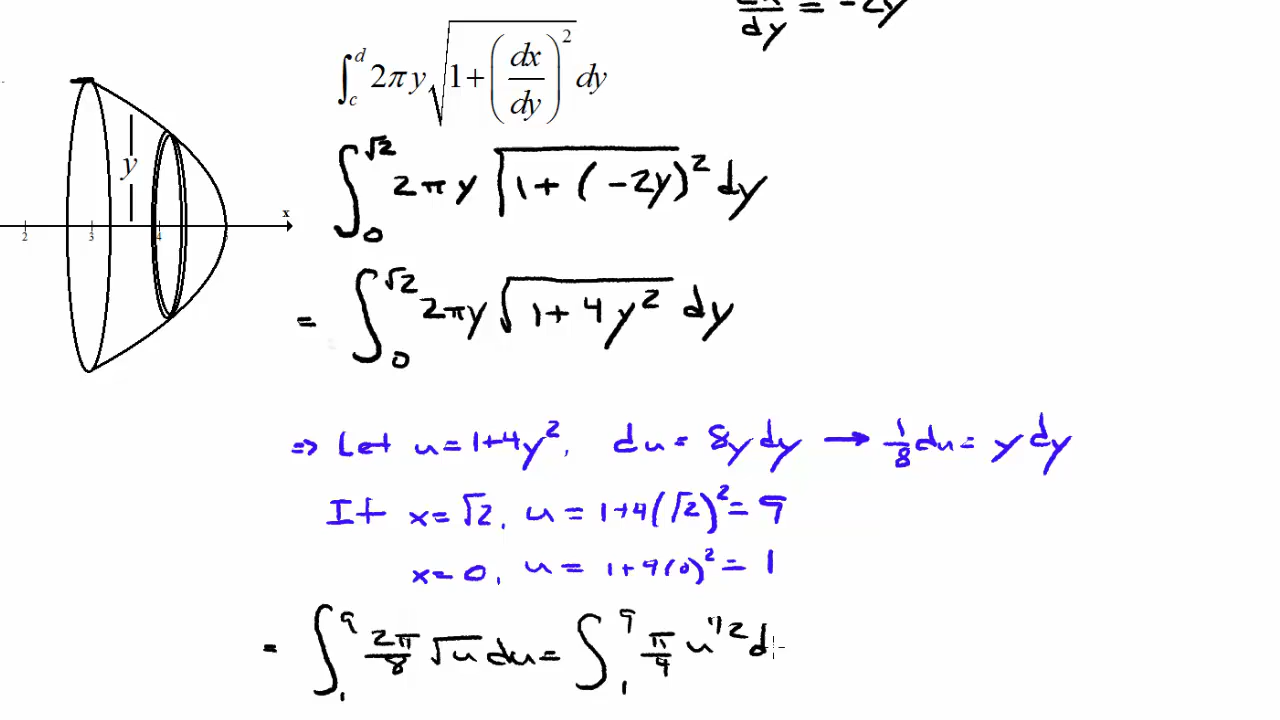 dx/dy = -2y
∫_c^d 2πy√(1+(dx/dy)²) dy
y
x
2 3 4
∫_0^√2 2πy √(1+(-2y)²) dy
= ∫_0^√2 2πy √(1+4y²) dy
⇒ Let u = 1+4y², du = 8y dy → 1/8 du = y dy
If x = √2, u = 1+4(√2)² = 9
x = 0, u = 1+4(0)² = 1
= ∫_1^9 2π/8 √u du = ∫_1^9 π/4 u^1/2 d